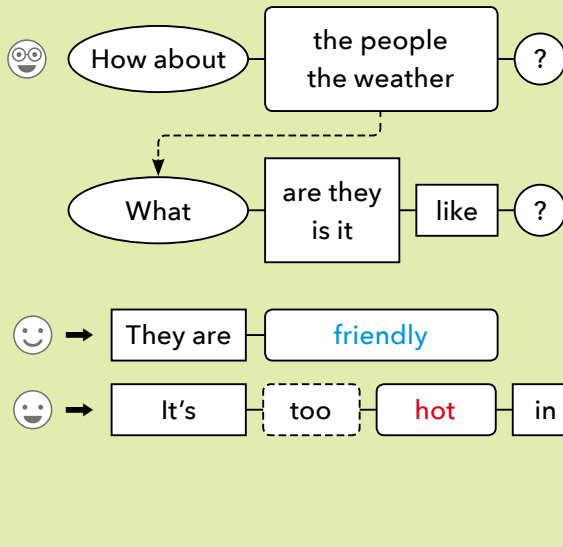 How about the people ?
the weather
What are they like ?
is it
They are friendly
It's too hot in